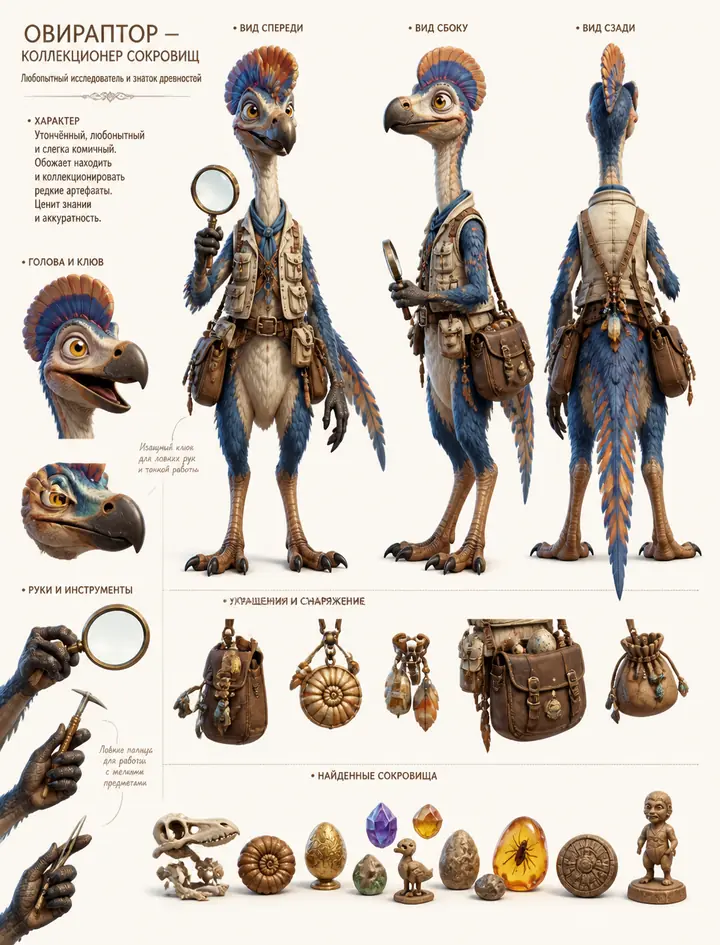 ОВИРАПТОР –
КОЛЛЕКЦИОНЕР СОКРОВИЩ
Любопытный исследователь и знаток древностей
• ХАРАКТЕР
Утончённый, любопытный
и слегка комичный.
Обожает находить
и коллекционировать
редкие артефакты.
Ценит знании
и аккуратность.
• ВИД СПЕРЕДИ
• ВИД СБОКУ
• ВИД СЗАДИ
• ГОЛОВА И КЛЮВ
Изящный клюв
для ловких рук
и тонкой работы
• РУКИ И ИНСТРУМЕНТЫ
Ловкие пальца
для работы
с мелкими
предметами
• УКРАШЕНИЯ И СНАРЯЖЕНИЕ
• НАЙДЕННЫЕ СОКРОВИЩА